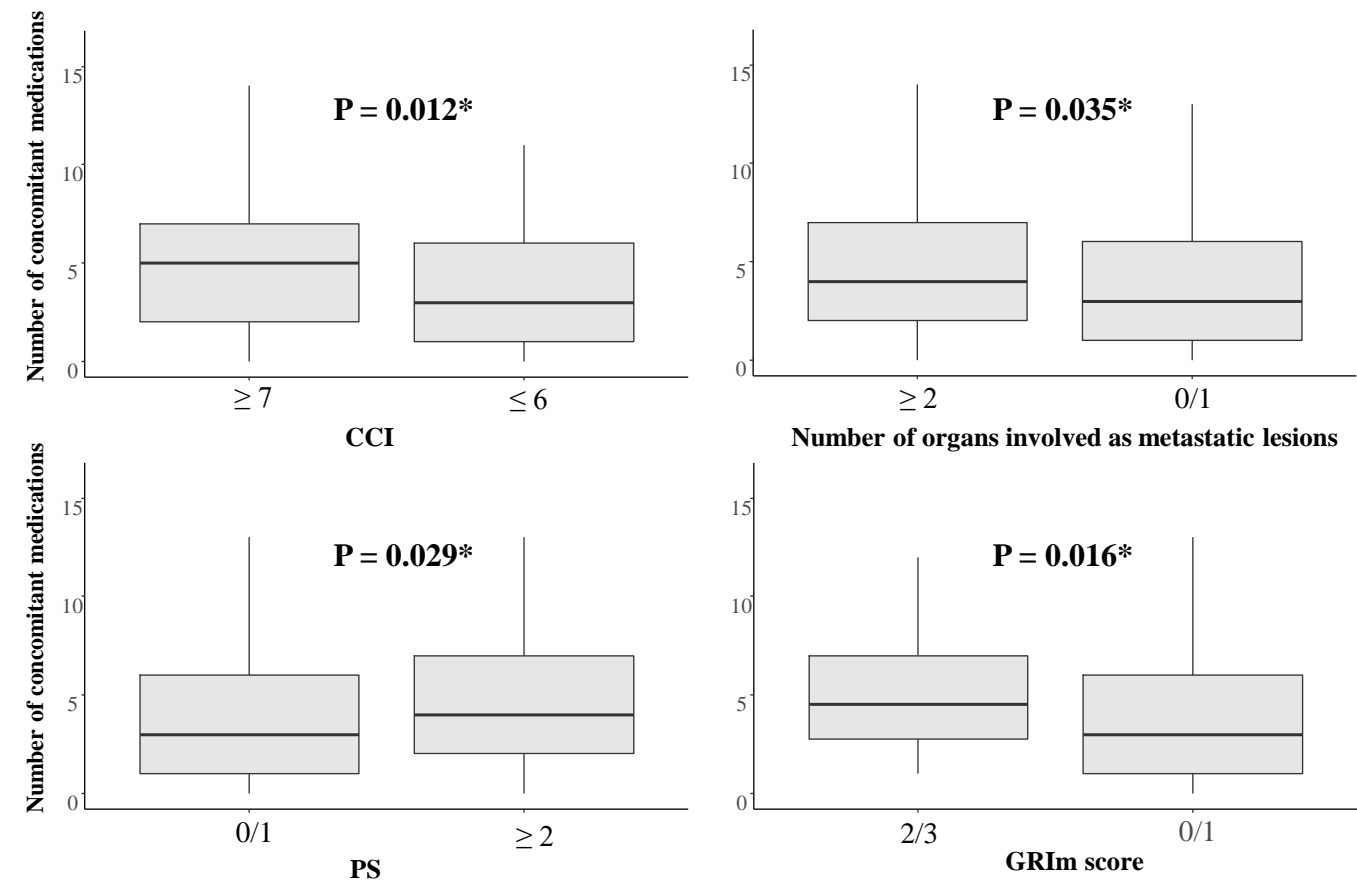 Number of concomitant medications
15
10
5
0
P = 0.012*
≥ 7
≤ 6
CCI
15
10
5
0
P = 0.035*
≥ 2
0/1
Number of organs involved as metastatic lesions
Number of concomitant medications
15
10
5
0
P = 0.029*
0/1
≥ 2
PS
15
10
5
0
P = 0.016*
2/3
0/1
GRIm score